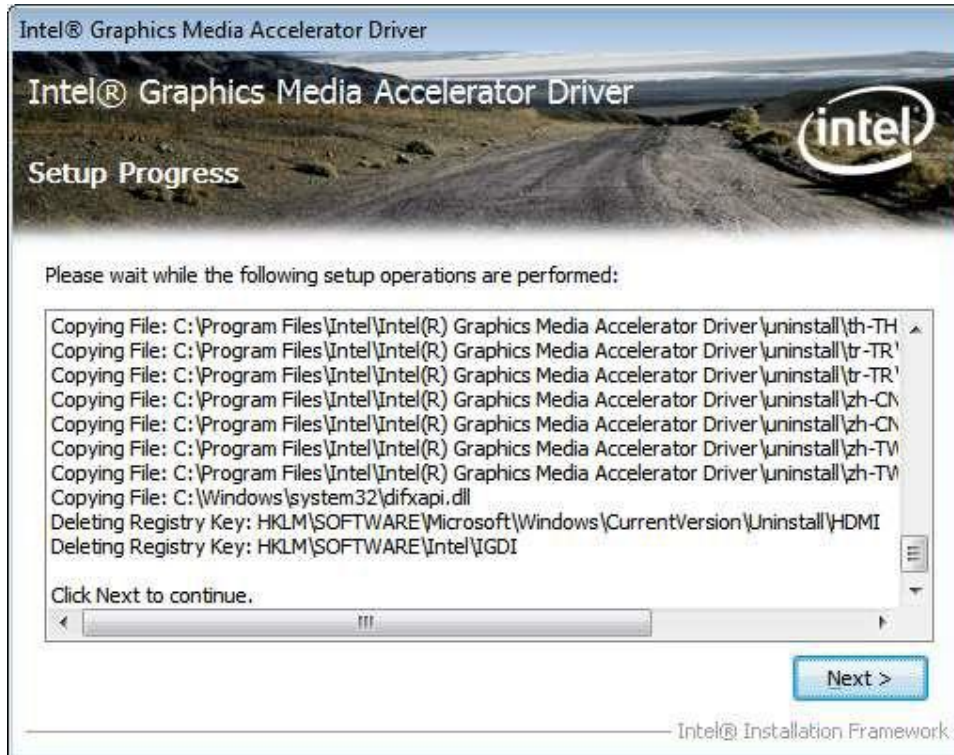 Intel® Graphics Media Accelerator Driver
Intel® Graphics Media Accelerator Driver
intel
Setup Progress
Please wait while the following setup operations are performed:
Copying File: C:\Program Files\Intel\Intel(R) Graphics Media Accelerator Driver\uninstall\th-TH
Copying File: C:\Program Files\Intel\Intel(R) Graphics Media Accelerator Driver\uninstall\tr-TR\
Copying File: C:\Program Files\Intel\Intel(R) Graphics Media Accelerator Driver\uninstall\tr-TR\
Copying File: C:\Program Files\Intel\Intel(R) Graphics Media Accelerator Driver\uninstall\zh-CN
Copying File: C:\Program Files\Intel\Intel(R) Graphics Media Accelerator Driver\uninstall\zh-CN
Copying File: C:\Program Files\Intel\Intel(R) Graphics Media Accelerator Driver\uninstall\zh-TW
Copying File: C:\Program Files\Intel\Intel(R) Graphics Media Accelerator Driver\uninstall\zh-TW
Copying File: C:\Windows\system32\difxapi.dll
Deleting Registry Key: HKLM\SOFTWARE\Microsoft\Windows\CurrentVersion\Uninstall\HDMI
Deleting Registry Key: HKLM\SOFTWARE\Intel\IGDI
Click Next to continue.
Next >
Intel® Installation Framework